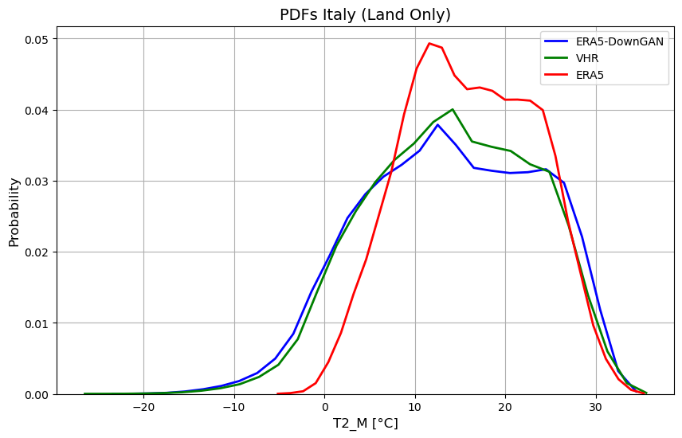 PDFs Italy (Land Only)
ERA5-DownGAN
VHR
ERA5
Probability
0.05
0.04
0.03
0.02
0.01
0.00
−20
−10
0
10
20
30
T2_M [°C]